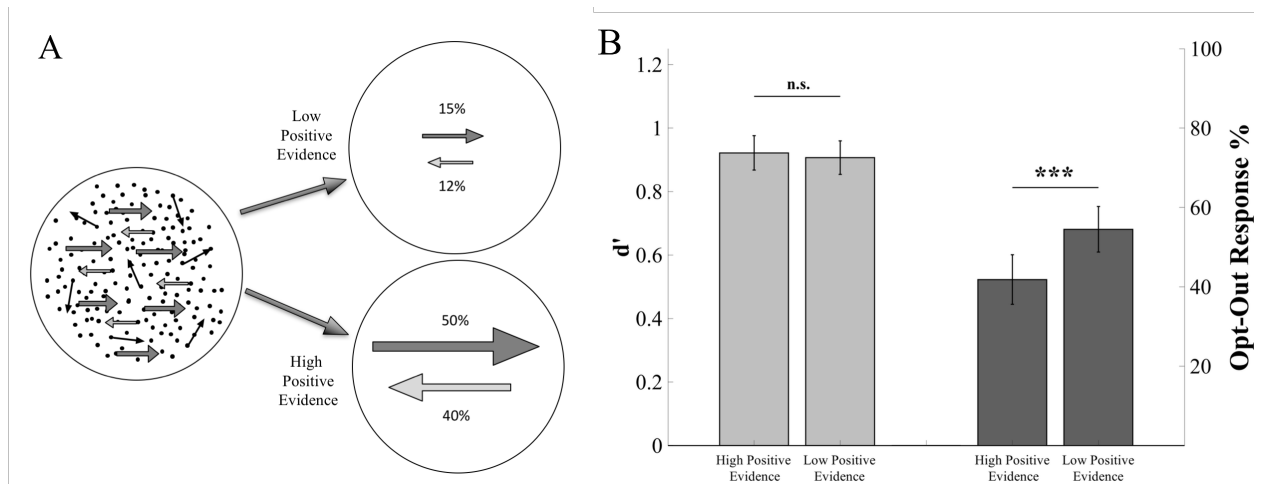 A
Low
Positive
Evidence
15%
12%
High
Positive
Evidence
50%
40%
B
d'
1.2
1
0.8
0.6
0.4
0.2
0
n.s.
***
100
80
60
40
20
Opt-Out Response %
High Positive
Evidence
Low Positive
Evidence
High Positive
Evidence
Low Positive
Evidence